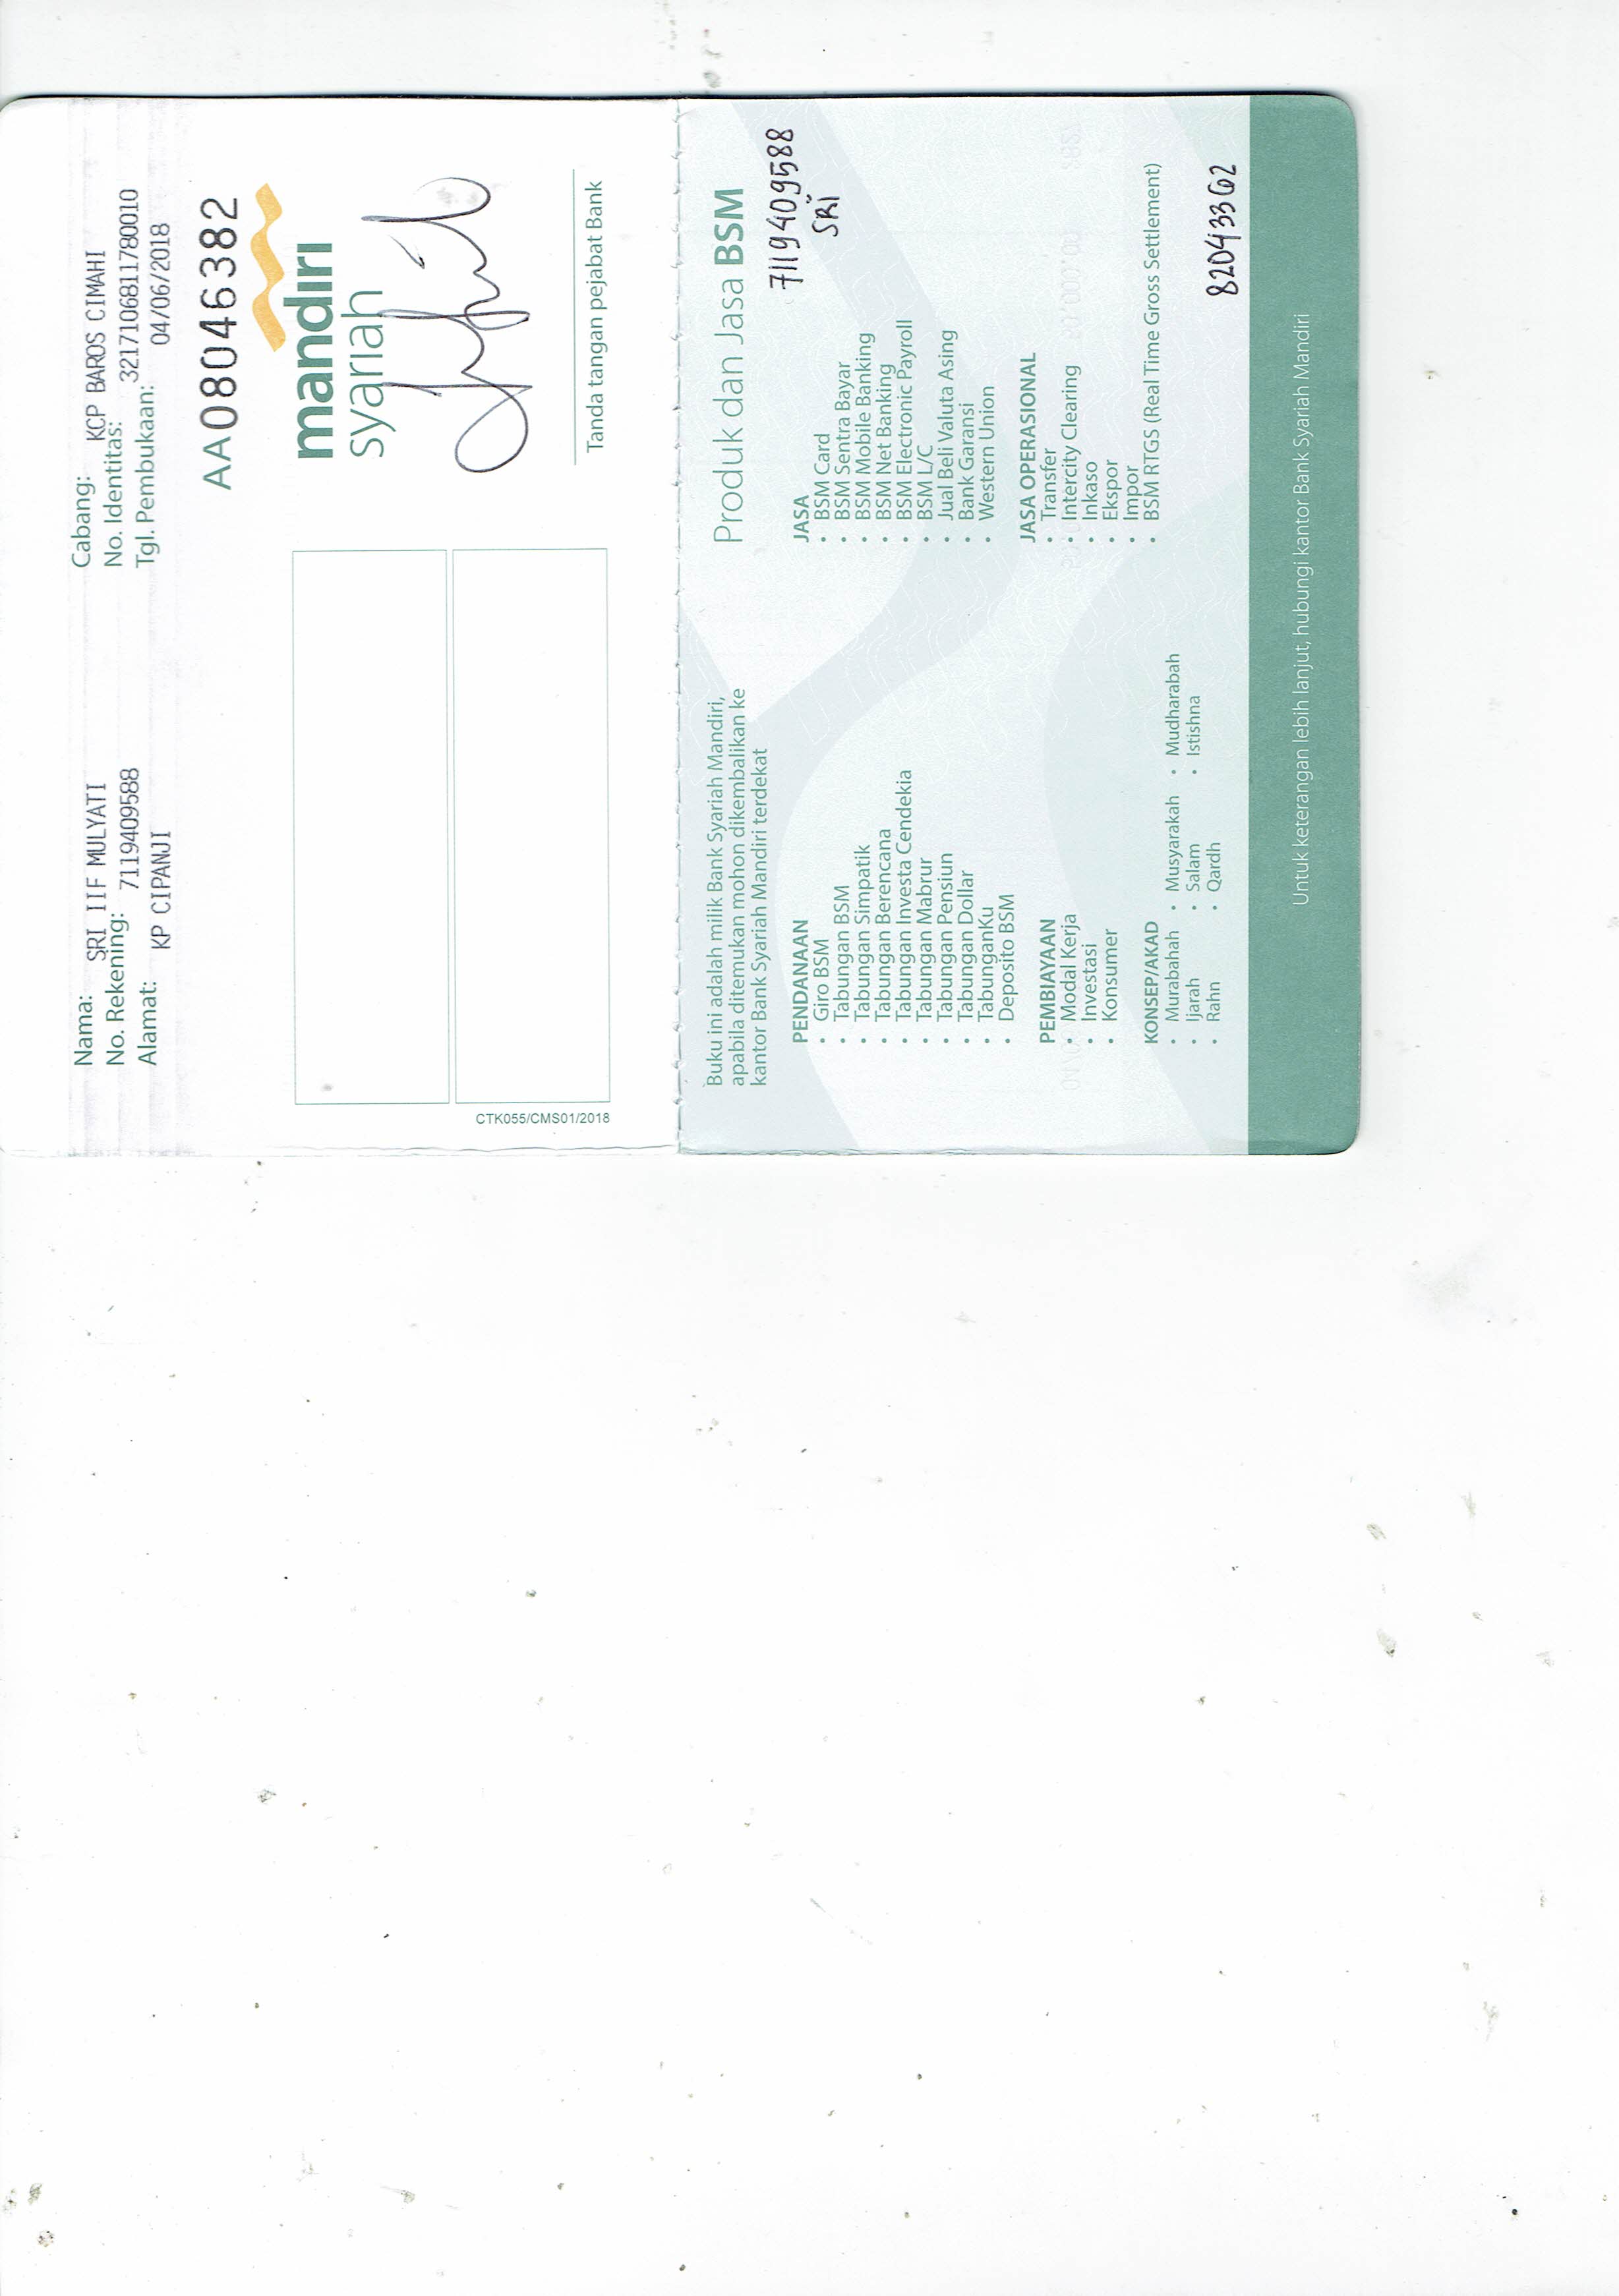 Nama: SRI IIF MULYATI
No. Rekening: 7119409588
Alamat: KP CIPANJI
Cabang: KCP BAROS CIMAHI
No. Identitas: 3217106811780010
Tgl. Pembukaan: 04/06/2018
AA 0804638 2
mandiri
syariah
Tanda tangan pejabat Bank
CTK055/CMS01/2018
Buku ini adalah milik Bank Syariah Mandiri,
apabila ditemukan mohon dikembalikan ke
kantor Bank Syariah Mandiri terdekat
Produk dan Jasa BSM
7119409588
SRI
PENDANAAN
• Giro BSM
• Tabungan BSM
• Tabungan Simpatik
• Tabungan Berencana
• Tabungan Investa Cendekia
• Tabungan Mabrur
• Tabungan Pensiun
• Tabungan Dollar
• TabunganKu
• Deposito BSM
PEMBIAYAAN
• Modal Kerja
• Investasi
• Konsumer
KONSEP/AKAD
• Murabahah • Musyarakah • Mudharabah
• Ijarah • Salam • Istishna
• Rahn • Qardh
JASA
• BSM Card
• BSM Sentra Bayar
• BSM Mobile Banking
• BSM Net Banking
• BSM Electronic Payroll
• BSM L/C
• Jual Beli Valuta Asing
• Bank Garansi
• Western Union
JASA OPERASIONAL
• Transfer
• Intercity Clearing
• Inkaso
• Ekspor
• Impor
• BSM RTGS (Real Time Gross Settlement)
Untuk keterangan lebih lanjut, hubungi kantor Bank Syariah Mandiri